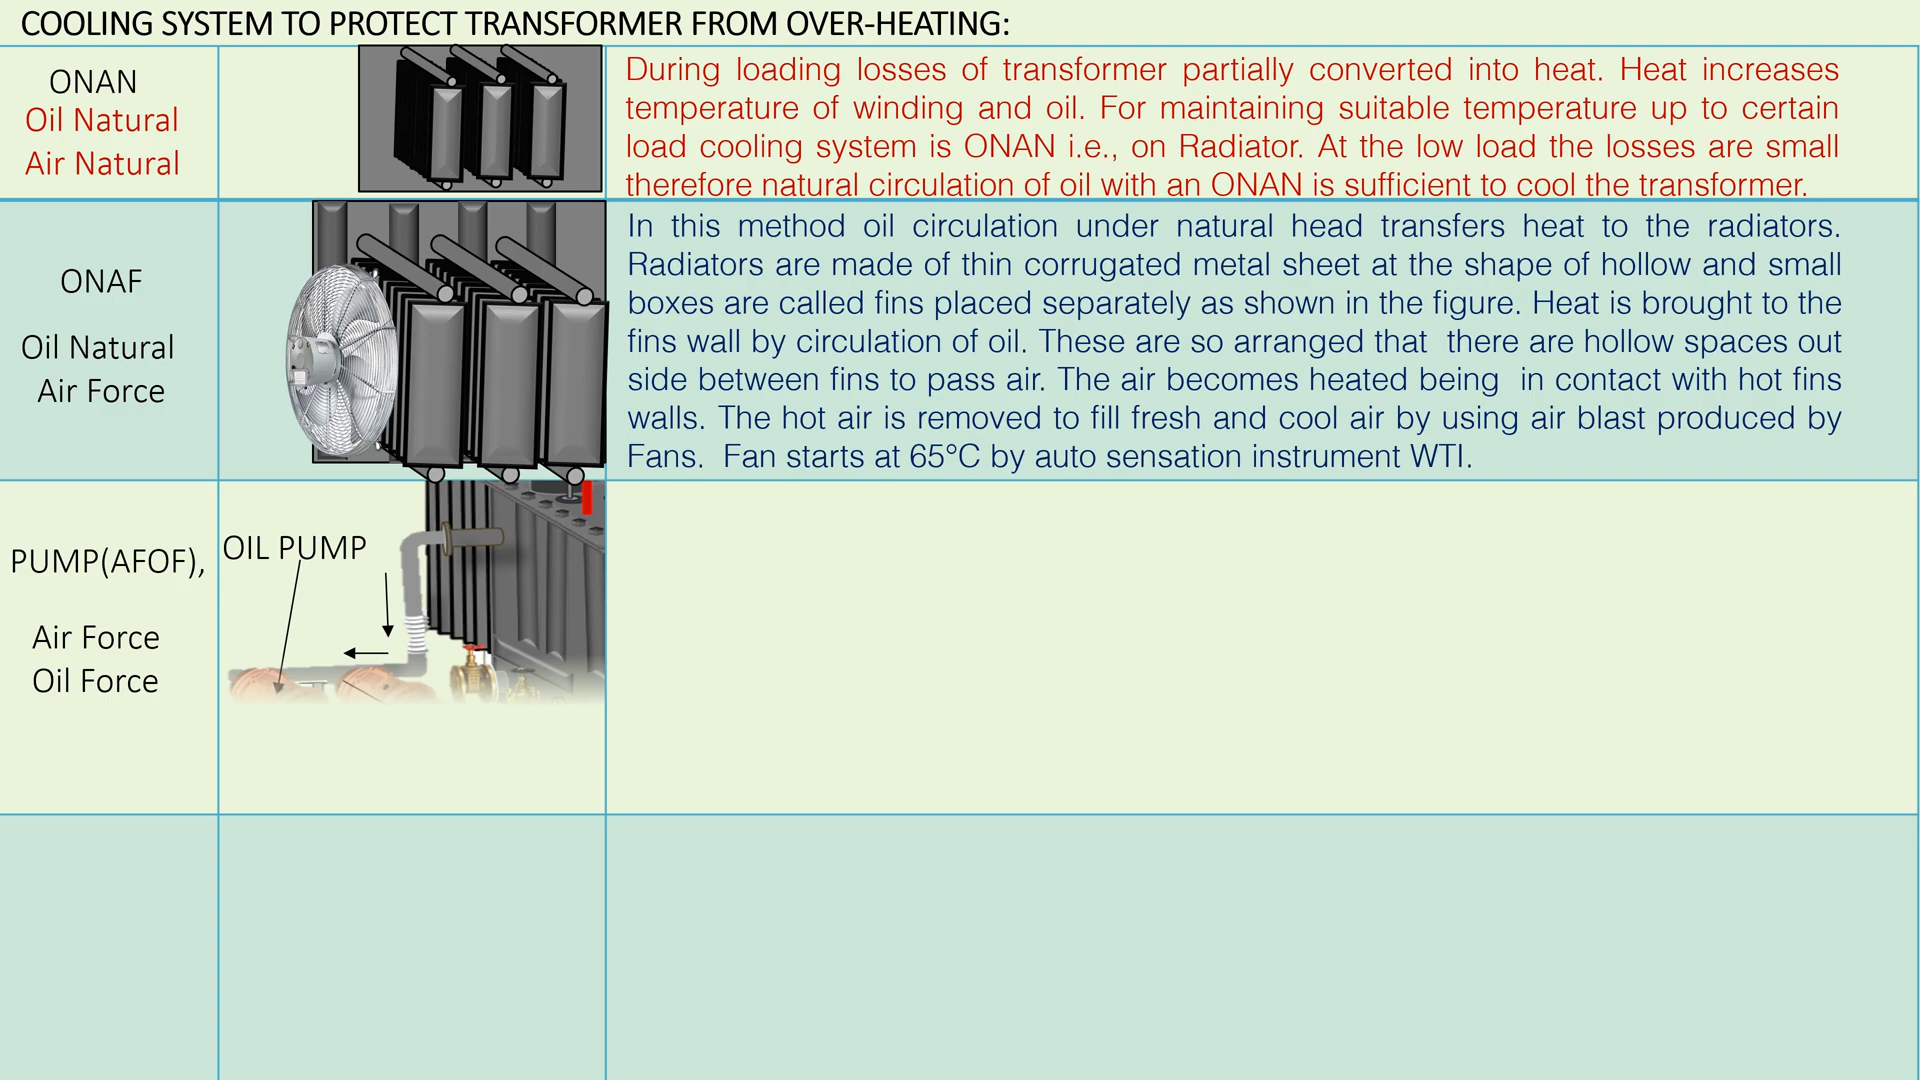 COOLING SYSTEM TO PROTECT TRANSFORMER FROM OVER-HEATING:
ONAN
Oil Natural
Air Natural
During loading losses of transformer partially converted into heat. Heat increases
temperature of winding and oil. For maintaining suitable temperature up to certain
load cooling system is ONAN i.e., on Radiator. At the low load the losses are small
therefore natural circulation of oil with an ONAN is sufficient to cool the transformer.
ONAF
Oil Natural
Air Force
In this method oil circulation under natural head transfers heat to the radiators.
Radiators are made of thin corrugated metal sheet at the shape of hollow and small
boxes are called fins placed separately as shown in the figure. Heat is brought to the
fins wall by circulation of oil. These are so arranged that there are hollow spaces out
side between fins to pass air. The air becomes heated being in contact with hot fins
walls. The hot air is removed to fill fresh and cool air by using air blast produced by
Fans. Fan starts at 65°C by auto sensation instrument WTI.
PUMP(AFOF),
Air Force
Oil Force
OIL PUMP